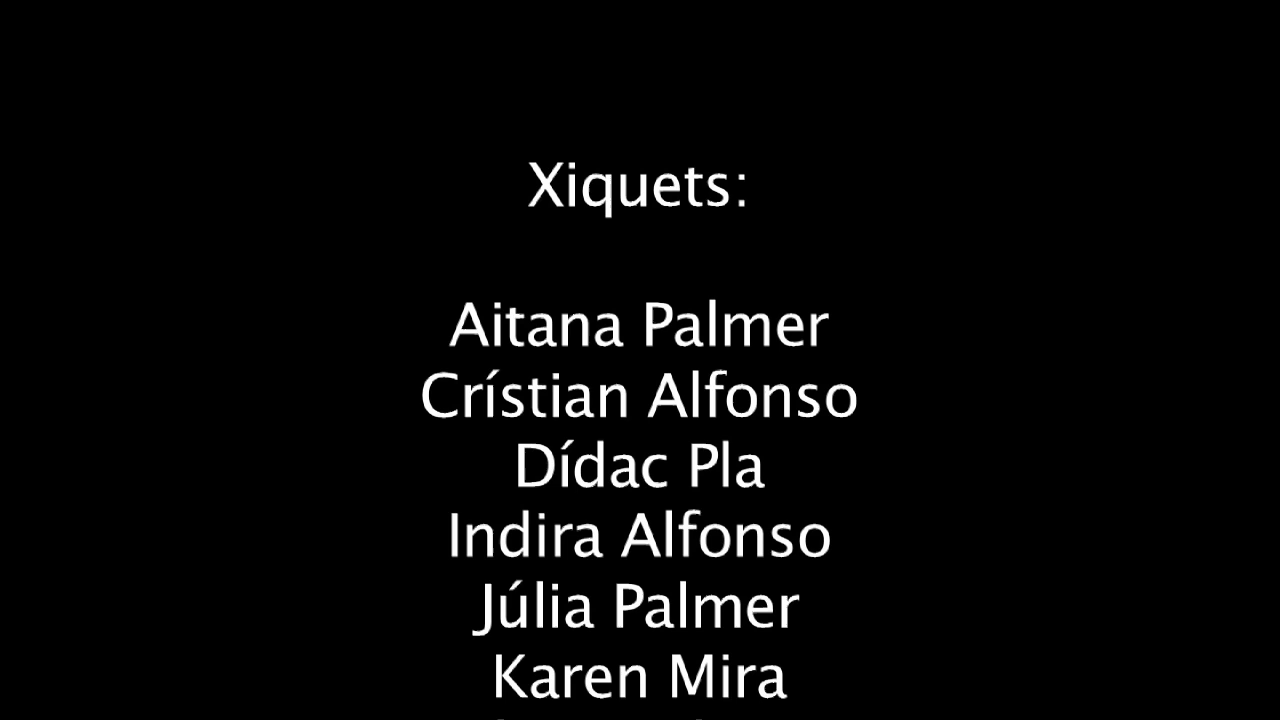 Xiquets:
Aitana Palmer
Crístian Alfonso
Dídac Pla
Indira Alfonso
Júlia Palmer
Karen Mira